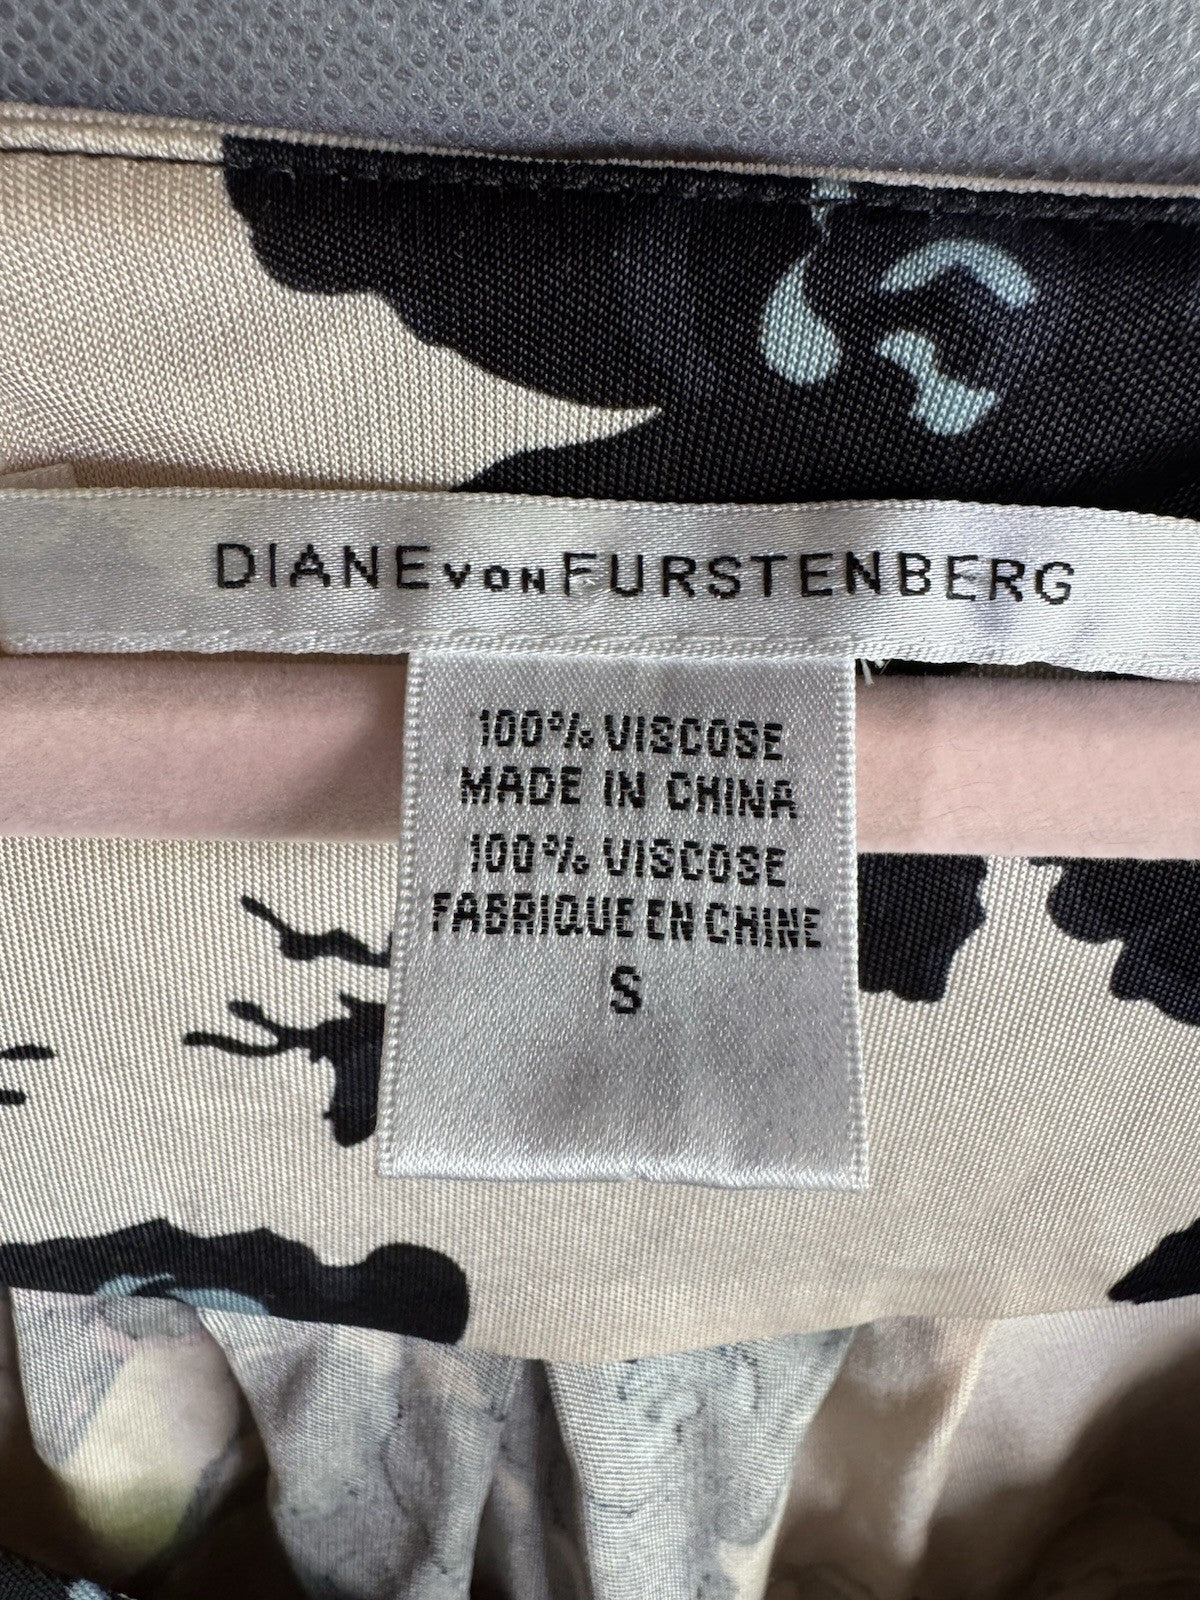 DIANE VON FURSTENBERG
100% VISCOSE
MADE IN CHINA
100% VISCOSE
FABRIQUE EN CHINE
S